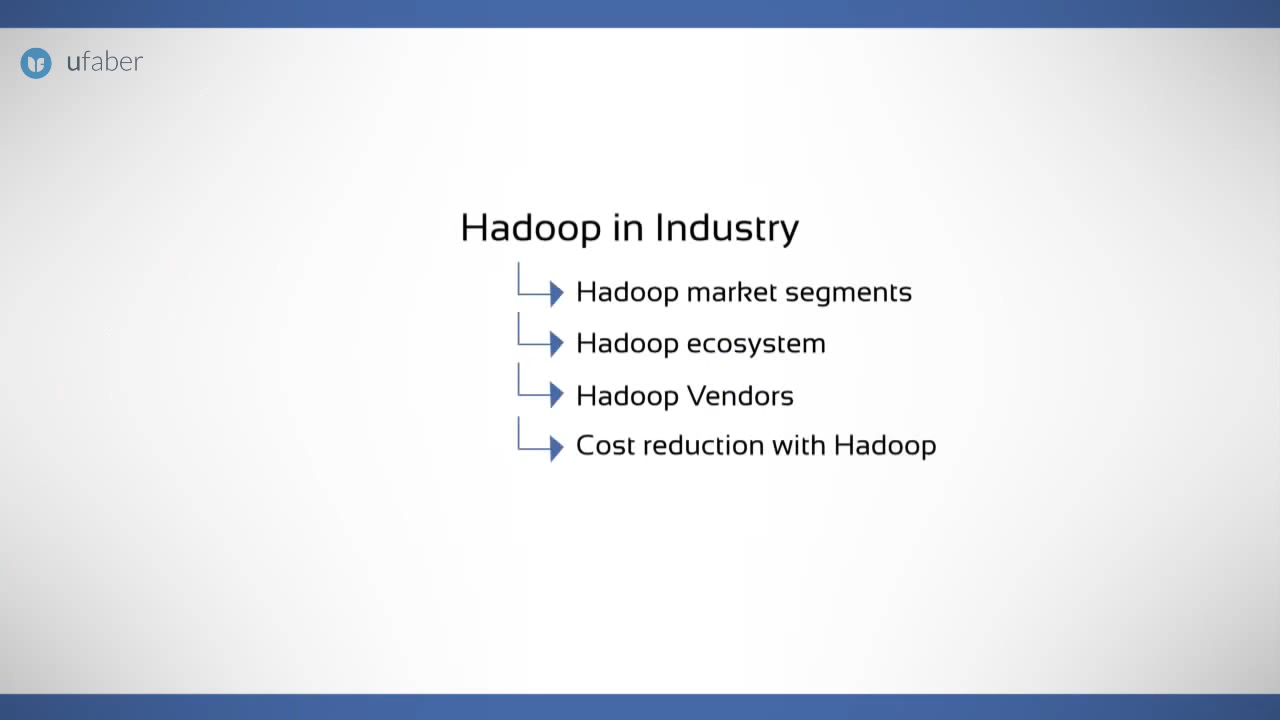 ufaber
Hadoop in Industry
Hadoop market segments
Hadoop ecosystem
Hadoop Vendors
Cost reduction with Hadoop